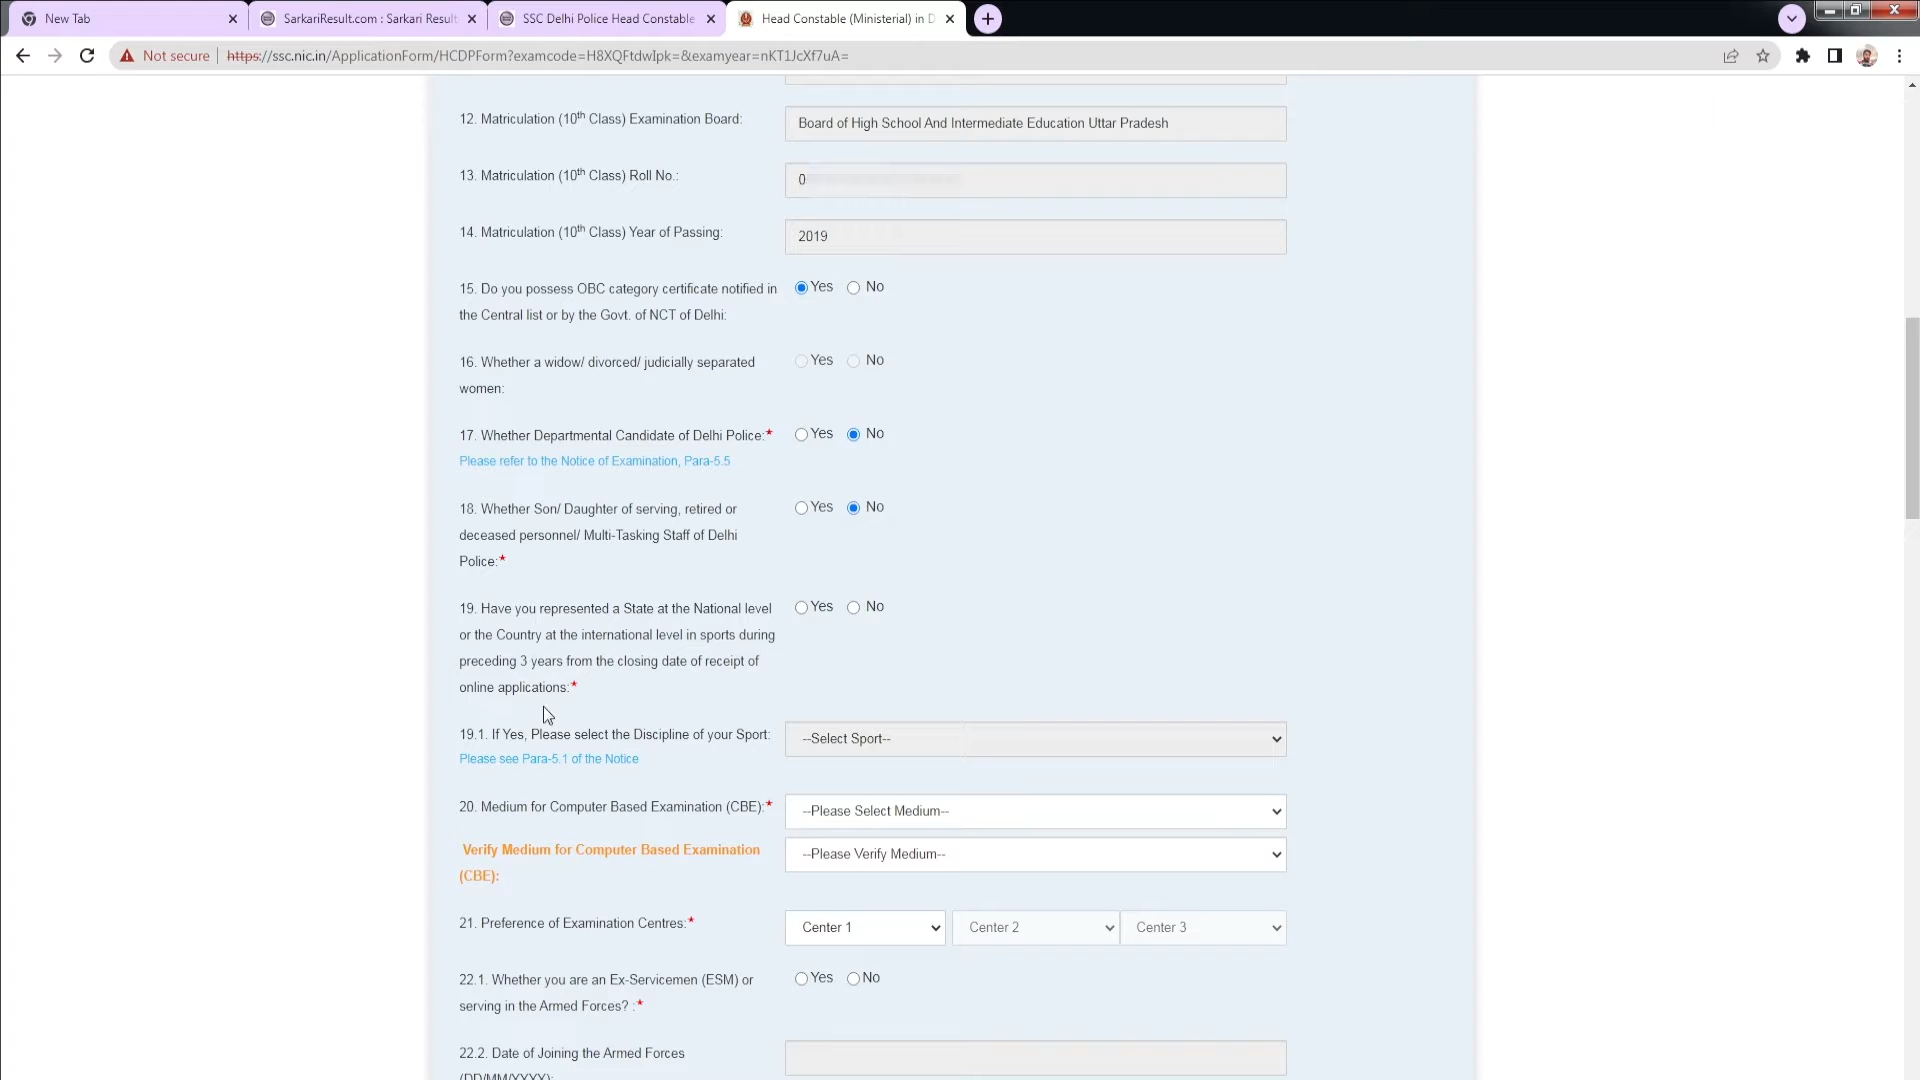 New Tab
SarkariResult.com : Sarkari Result
SSC Delhi Police Head Constable
Head Constable (Ministerial) in D
Not secure https://ssc.nic.in/ApplicationForm/HCDPForm?examcode=H8XQFtdwIpk=&examyear=nKT1JcXf7uA=
12. Matriculation (10th Class) Examination Board: Board of High School And Intermediate Education Uttar Pradesh
13. Matriculation (10th Class) Roll No.: 0
14. Matriculation (10th Class) Year of Passing: 2019
15. Do you possess OBC category certificate notified in Yes No
the Central list or by the Govt. of NCT of Delhi:
16. Whether a widow/ divorced/ judicially separated Yes No
women:
17. Whether Departmental Candidate of Delhi Police:* Yes No
Please refer to the Notice of Examination, Para-5.5
18. Whether Son/ Daughter of serving, retired or Yes No
deceased personnel/ Multi-Tasking Staff of Delhi
Police:*
19. Have you represented a State at the National level Yes No
or the Country at the international level in sports during
preceding 3 years from the closing date of receipt of
online applications:*
19.1. If Yes, Please select the Discipline of your Sport: --Select Sport--
Please see Para-5.1 of the Notice
20. Medium for Computer Based Examination (CBE):* --Please Select Medium--
Verify Medium for Computer Based Examination --Please Verify Medium--
(CBE):
21. Preference of Examination Centres:* Center 1 Center 2 Center 3
22.1. Whether you are an Ex-Servicemen (ESM) or Yes No
serving in the Armed Forces? :*
22.2. Date of Joining the Armed Forces
(DD/MM/YYYY):